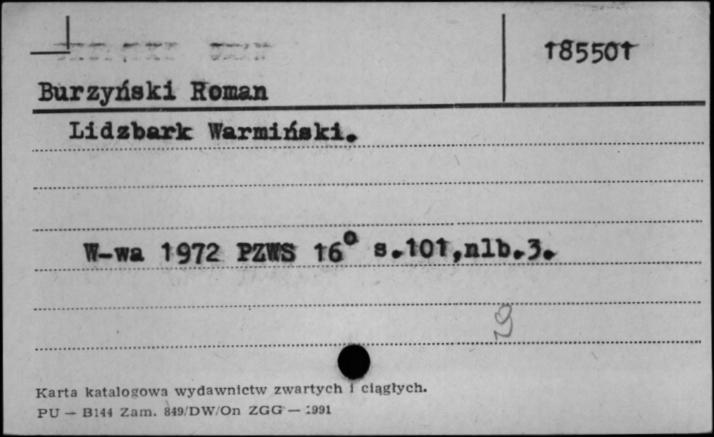 185501
Burzyński Roman
Lidzbark Warmiński.
W-wa 1972 PZWS 16° s.101,nlb.3.
Karta katalogowa wydawnictw zwartych i ciągłych.
PU — B144 Zam. 849/DW/On ZGG — 1991